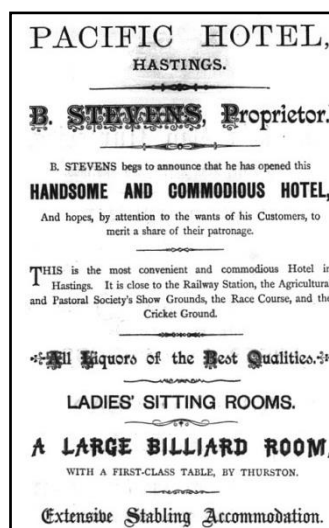 PACIFIC HOTEL,
HASTINGS.
B. STEVENS, Proprietor.
B. STEVENS begs to announce that he has opened this
HANDSOME AND COMMODIOUS HOTEL,
And hopes, by attention to the wants of his Customers, to
merit a share of their patronage.
THIS is the most convenient and commodious Hotel in
Hastings. It is close to the Railway Station, the Agricultural
and Pastoral Society's Show Grounds, the Race Course, and the
Cricket Ground.
All Liquors of the Best Qualities.
LADIES' SITTING ROOMS.
A LARGE BILLIARD ROOM,
WITH A FIRST-CLASS TABLE, BY THURSTON.
Extensive Stabling Accommodation.